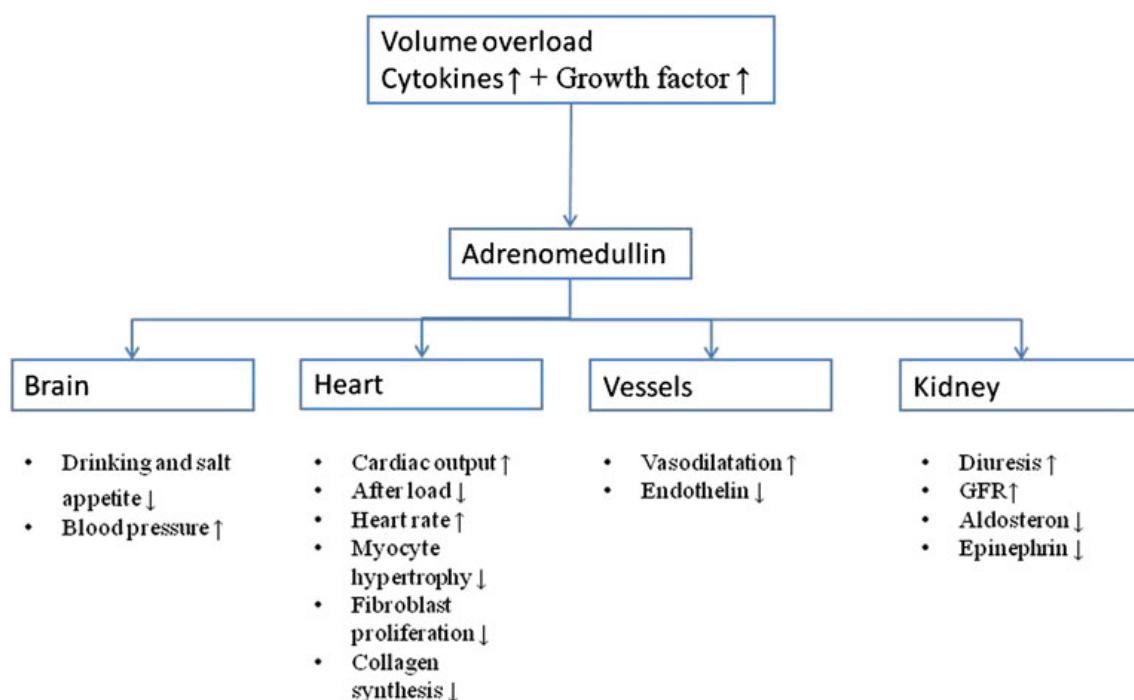 Volume overload
Cytokines ↑ + Growth factor ↑
Adrenomedullin
Brain
• Drinking and salt
appetite ↓
• Blood pressure ↑
Heart
• Cardiac output ↑
• After load ↓
• Heart rate ↑
• Myocyte
hypertrophy ↓
• Fibroblast
proliferation ↓
• Collagen
synthesis ↓
Vessels
• Vasodilatation ↑
• Endothelin ↓
Kidney
• Diuresis ↑
• GFR↑
• Aldosteron ↓
• Epinephrin ↓